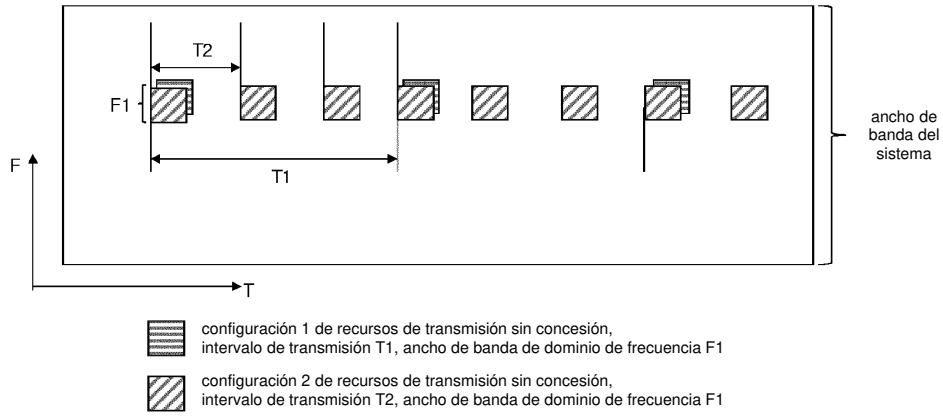 T2
F1
T1
ancho de
banda del
sistema
F
T
configuración 1 de recursos de transmisión sin concesión,
intervalo de transmisión T1, ancho de banda de dominio de frecuencia F1
configuración 2 de recursos de transmisión sin concesión,
intervalo de transmisión T2, ancho de banda de dominio de frecuencia F1